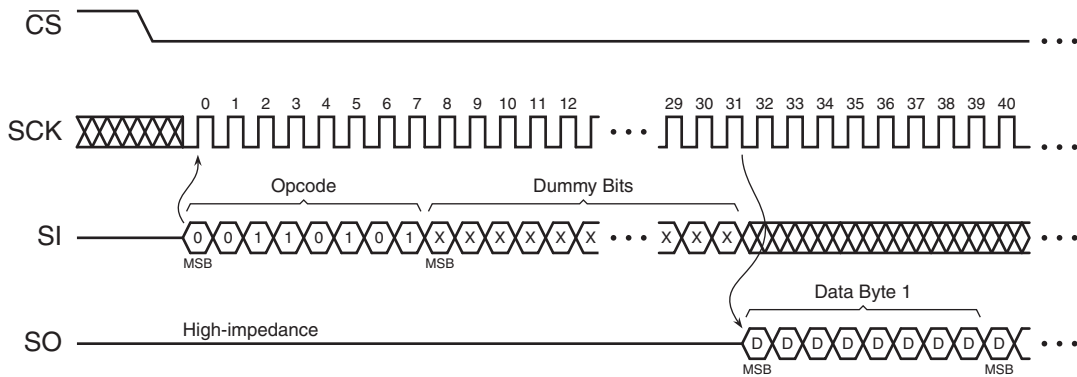 CS
0 1 2 3 4 5 6 7 8 9 10 11 12 29 30 31 32 33 34 35 36 37 38 39 40
SCK
Opcode Dummy Bits
SI 0 0 1 1 0 1 0 1 X X X X X X X X X
MSB MSB
Data Byte 1
High-impedance
SO D D D D D D D D D
MSB MSB